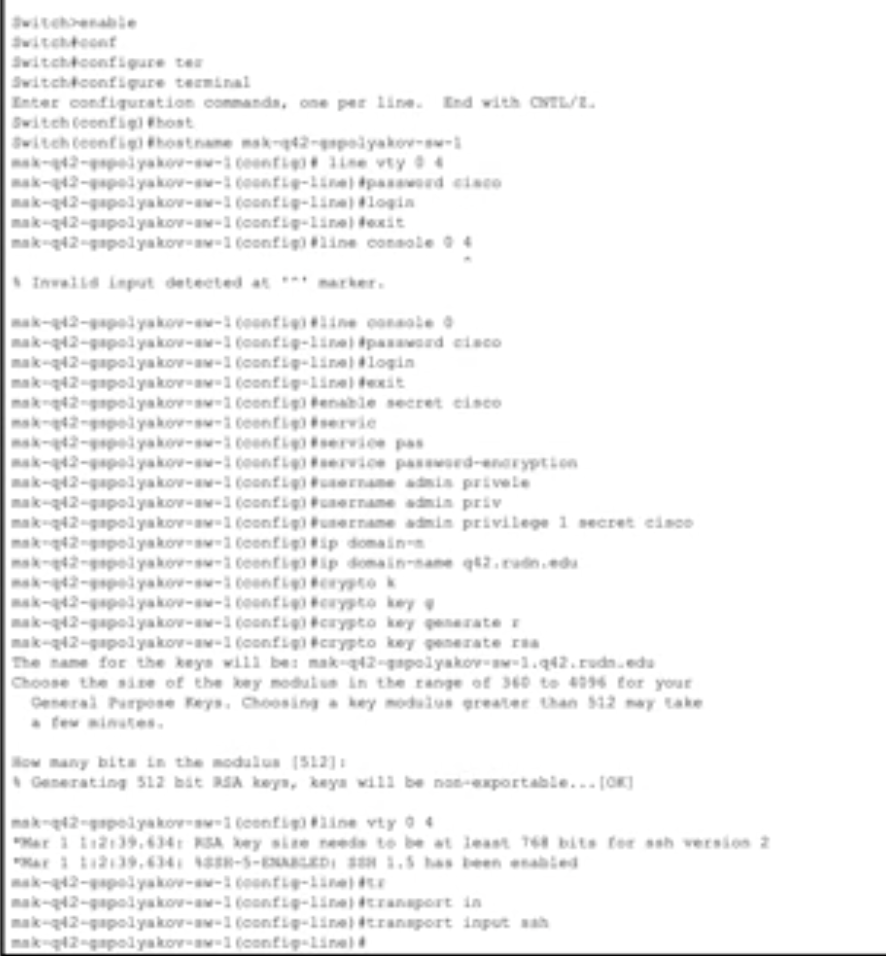 Switch>enable
Switch#conf
Switch#configure ter
Switch#configure terminal
Enter configuration commands, one per line.  End with CNTL/Z.
Switch(config)#host
Switch(config)#hostname msk-q42-gspolyakov-sw-1
msk-q42-gspolyakov-sw-1(config)# line vty 0 4
msk-q42-gspolyakov-sw-1(config-line)#password cisco
msk-q42-gspolyakov-sw-1(config-line)#login
msk-q42-gspolyakov-sw-1(config-line)#exit
msk-q42-gspolyakov-sw-1(config)#line console 0 4
^
% Invalid input detected at '^' marker.
msk-q42-gspolyakov-sw-1(config)#line console 0
msk-q42-gspolyakov-sw-1(config-line)#password cisco
msk-q42-gspolyakov-sw-1(config-line)#login
msk-q42-gspolyakov-sw-1(config-line)#exit
msk-q42-gspolyakov-sw-1(config)#enable secret cisco
msk-q42-gspolyakov-sw-1(config)#servic
msk-q42-gspolyakov-sw-1(config)#service pas
msk-q42-gspolyakov-sw-1(config)#service password-encryption
msk-q42-gspolyakov-sw-1(config)#username admin privele
msk-q42-gspolyakov-sw-1(config)#username admin priv
msk-q42-gspolyakov-sw-1(config)#username admin privilege 1 secret cisco
msk-q42-gspolyakov-sw-1(config)#ip domain-n
msk-q42-gspolyakov-sw-1(config)#ip domain-name q42.rudn.edu
msk-q42-gspolyakov-sw-1(config)#crypto k
msk-q42-gspolyakov-sw-1(config)#crypto key g
msk-q42-gspolyakov-sw-1(config)#crypto key generate r
msk-q42-gspolyakov-sw-1(config)#crypto key generate rsa
The name for the keys will be: msk-q42-gspolyakov-sw-1.q42.rudn.edu
Choose the size of the key modulus in the range of 360 to 4096 for your
General Purpose Keys. Choosing a key modulus greater than 512 may take
a few minutes.
How many bits in the modulus [512]:
% Generating 512 bit RSA keys, keys will be non-exportable...[OK]
msk-q42-gspolyakov-sw-1(config)#line vty 0 4
*Mar 1 1:2:39.634: RSA key size needs to be at least 768 bits for ssh version 2
*Mar 1 1:2:39.634: %SSH-5-ENABLED: SSH 1.5 has been enabled
msk-q42-gspolyakov-sw-1(config-line)#tr
msk-q42-gspolyakov-sw-1(config-line)#transport in
msk-q42-gspolyakov-sw-1(config-line)#transport input ssh
msk-q42-gspolyakov-sw-1(config-line)#